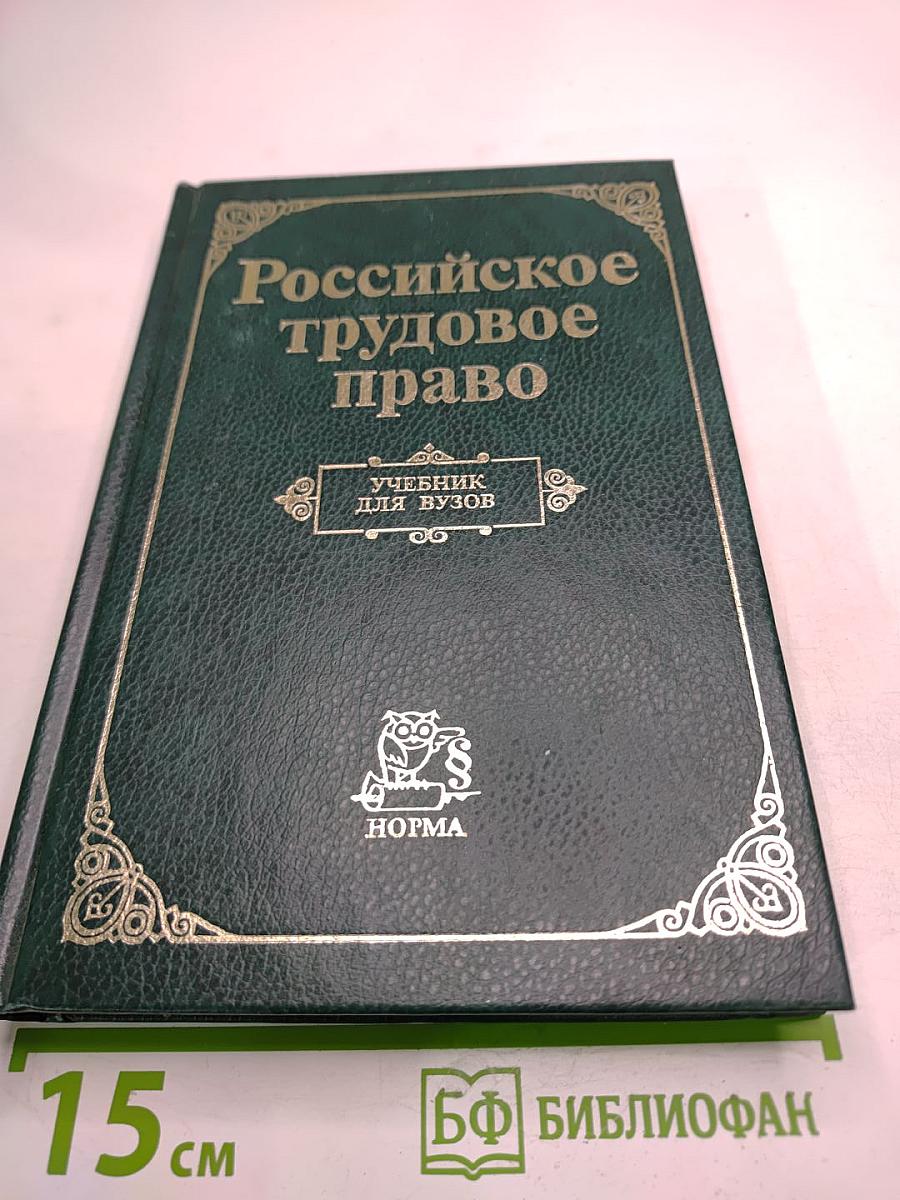 Российское
трудовое
право
УЧЕБНИК
ДЛЯ ВУЗОВ
§
НОРМА
15 см
БФ БИБЛИОФАН